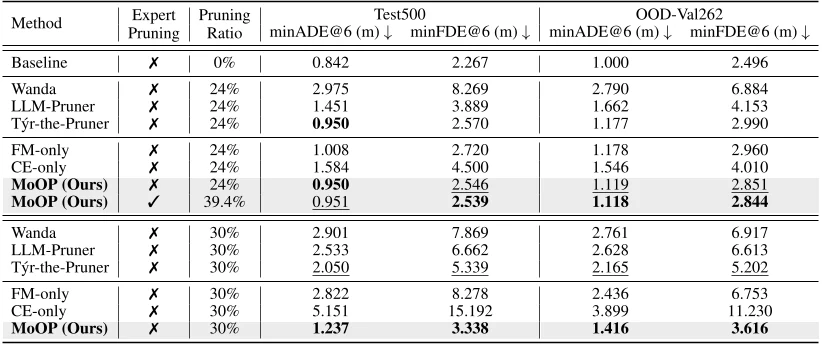 Method Expert Pruning Pruning Ratio Test500 OOD-Val262
minADE@6 (m) ↓ minFDE@6 (m) ↓ minADE@6 (m) ↓ minFDE@6 (m) ↓
Baseline ✗ 0% 0.842 2.267 1.000 2.496
Wanda ✗ 24% 2.975 8.269 2.790 6.884
LLM-Pruner ✗ 24% 1.451 3.889 1.662 4.153
Týr-the-Pruner ✗ 24% 0.950 2.570 1.177 2.990
FM-only ✗ 24% 1.008 2.720 1.178 2.960
CE-only ✗ 24% 1.584 4.500 1.546 4.010
MoOP (Ours) ✗ 24% 0.950 2.546 1.119 2.851
MoOP (Ours) ✓ 39.4% 0.951 2.539 1.118 2.844
Wanda ✗ 30% 2.901 7.869 2.761 6.917
LLM-Pruner ✗ 30% 2.533 6.662 2.628 6.613
Týr-the-Pruner ✗ 30% 2.050 5.339 2.165 5.202
FM-only ✗ 30% 2.822 8.278 2.436 6.753
CE-only ✗ 30% 5.151 15.192 3.899 11.230
MoOP (Ours) ✗ 30% 1.237 3.338 1.416 3.616